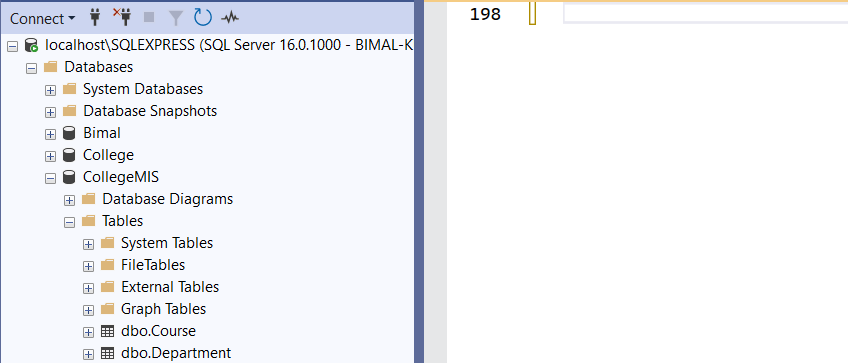 Connect
localhost\SQLEXPRESS (SQL Server 16.0.1000 - BIMAL-K
Databases
System Databases
Database Snapshots
Bimal
College
CollegeMIS
Database Diagrams
Tables
System Tables
FileTables
External Tables
Graph Tables
dbo.Course
dbo.Department
198